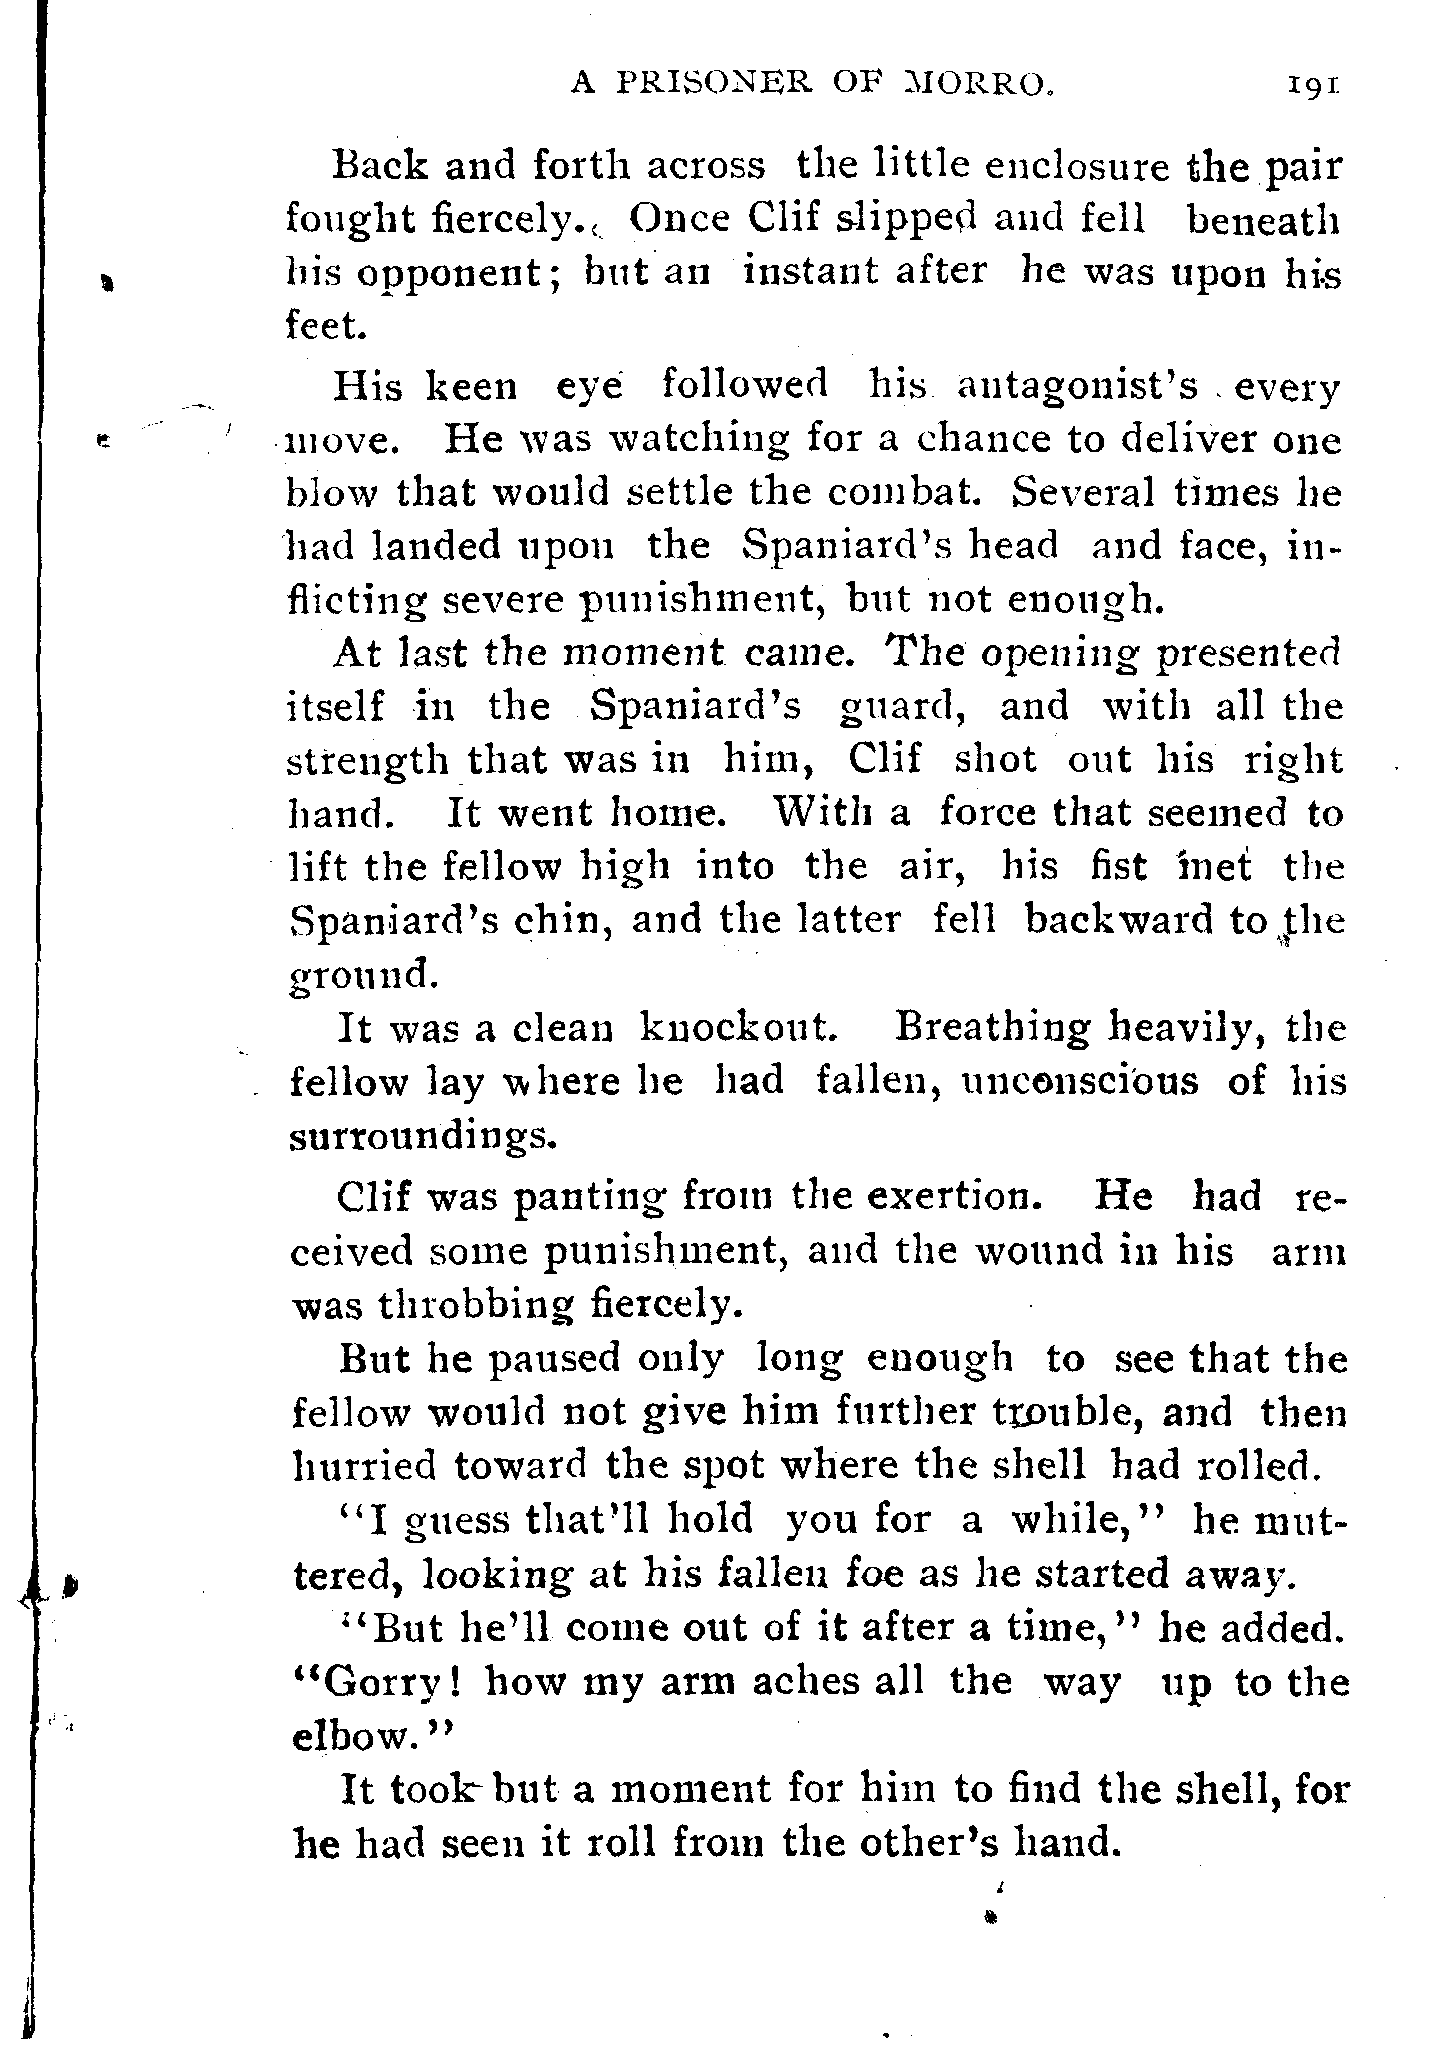 A PRISONER OF MORRO. 191
Back and forth across the little enclosure the pair
fought fiercely. Once Clif slipped and fell beneath
his opponent; but an instant after he was upon his
feet.
His keen eye followed his antagonist's every
move. He was watching for a chance to deliver one
blow that would settle the combat. Several times he
had landed upon the Spaniard's head and face, in-
flicting severe punishment, but not enough.
At last the moment came. The opening presented
itself in the Spaniard's guard, and with all the
strength that was in him, Clif shot out his right
hand. It went home. With a force that seemed to
lift the fellow high into the air, his fist met the
Spaniard's chin, and the latter fell backward to the
ground.
It was a clean knockout. Breathing heavily, the
fellow lay where he had fallen, unconscious of his
surroundings.
Clif was panting from the exertion. He had re-
ceived some punishment, and the wound in his arm
was throbbing fiercely.
But he paused only long enough to see that the
fellow would not give him further trouble, and then
hurried toward the spot where the shell had rolled.
"I guess that'll hold you for a while," he mut-
tered, looking at his fallen foe as he started away.
"But he'll come out of it after a time," he added.
"Gorry! how my arm aches all the way up to the
elbow."
It took but a moment for him to find the shell, for
he had seen it roll from the other's hand.